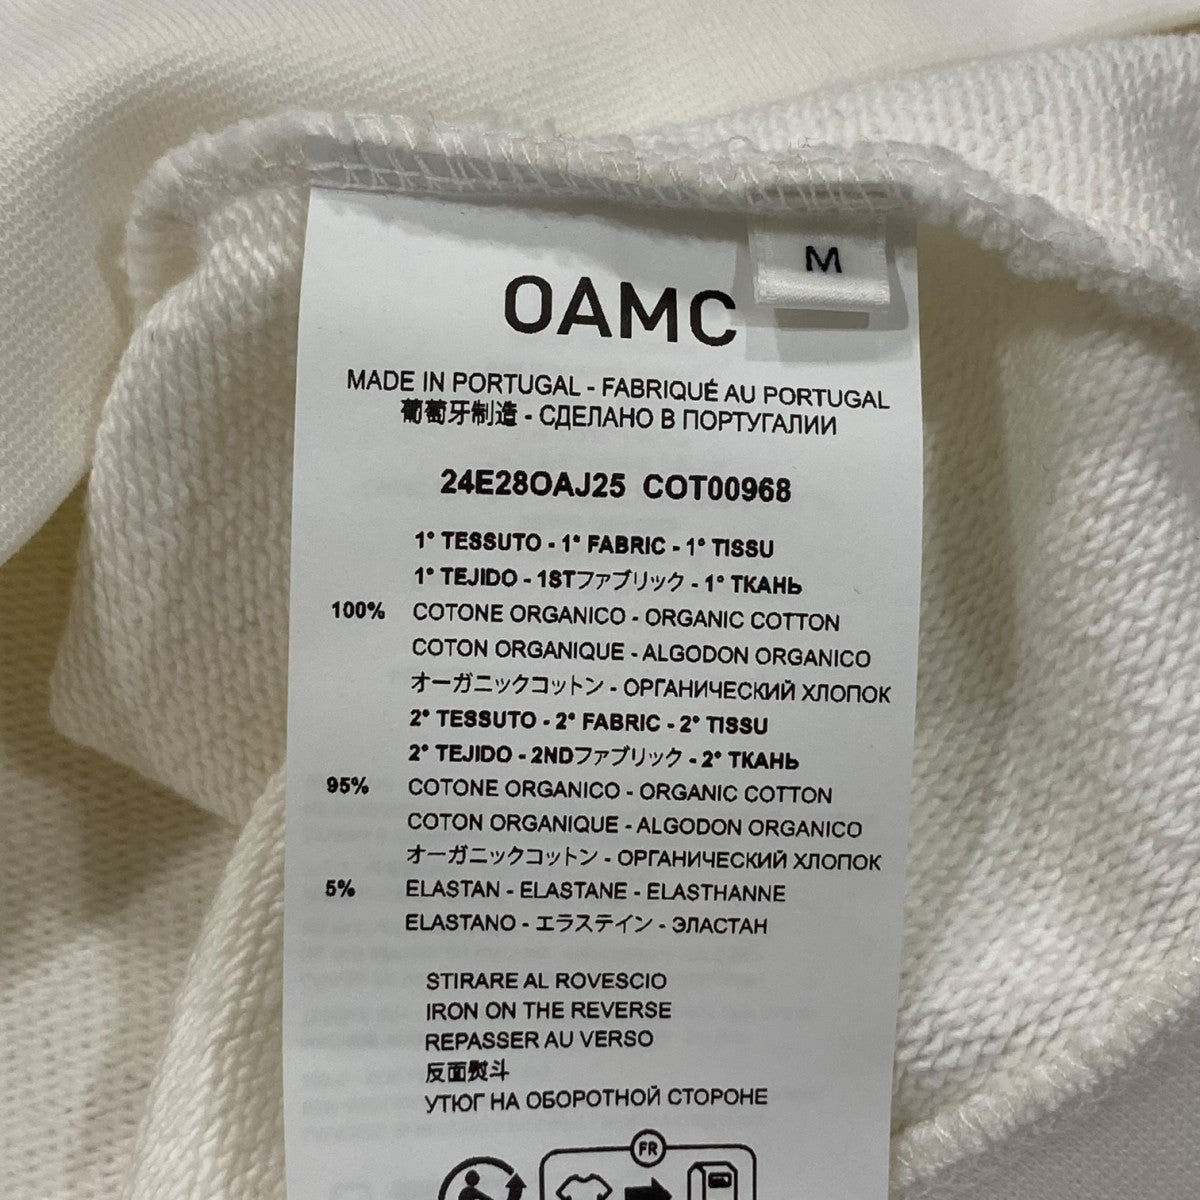 M
OAMC
MADE IN PORTUGAL - FABRIQUÉ AU PORTUGAL
葡萄牙制造 - СДЕЛАНО В ПОРТУГАЛИИ
24E28OAJ25 COT00968
1° TESSUTO - 1° FABRIC - 1° TISSU
1° TEJIDO - 1STファブリック - 1° ТКАНЬ
100% COTONE ORGANICO - ORGANIC COTTON
COTON ORGANIQUE - ALGODON ORGANICO
オーガニックコットン - ОРГАНИЧЕСКИЙ ХЛОПОК
2° TESSUTO - 2° FABRIC - 2° TISSU
2° TEJIDO - 2NDファブリック - 2° ТКАНЬ
95% COTONE ORGANICO - ORGANIC COTTON
COTON ORGANIQUE - ALGODON ORGANICO
オーガニックコットン - ОРГАНИЧЕСКИЙ ХЛОПОК
5% ELASTAN - ELASTANE - ELASTHANNE
ELASTANO - エラステイン - ЭЛАСТАН
STIRARE AL ROVESCIO
IRON ON THE REVERSE
REPASSER AU VERSO
反面熨斗
УТЮГ НА ОБОРОТНОЙ СТОРОНЕ
FR